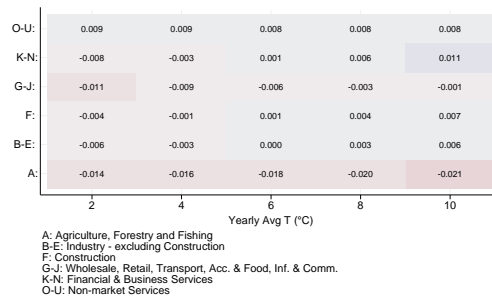 O-U: 0.009 0.009 0.008 0.008 0.008
K-N: -0.008 -0.003 0.001 0.006 0.011
G-J: -0.011 -0.009 -0.006 -0.003 -0.001
F: -0.004 -0.001 0.001 0.004 0.007
B-E: -0.006 -0.003 0.000 0.003 0.006
A: -0.014 -0.016 -0.018 -0.020 -0.021
2 4 6 8 10
Yearly Avg T (°C)
A: Agriculture, Forestry and Fishing
B-E: Industry - excluding Construction
F: Construction
G-J: Wholesale, Retail, Transport, Acc. & Food, Inf. & Comm.
K-N: Financial & Business Services
O-U: Non-market Services